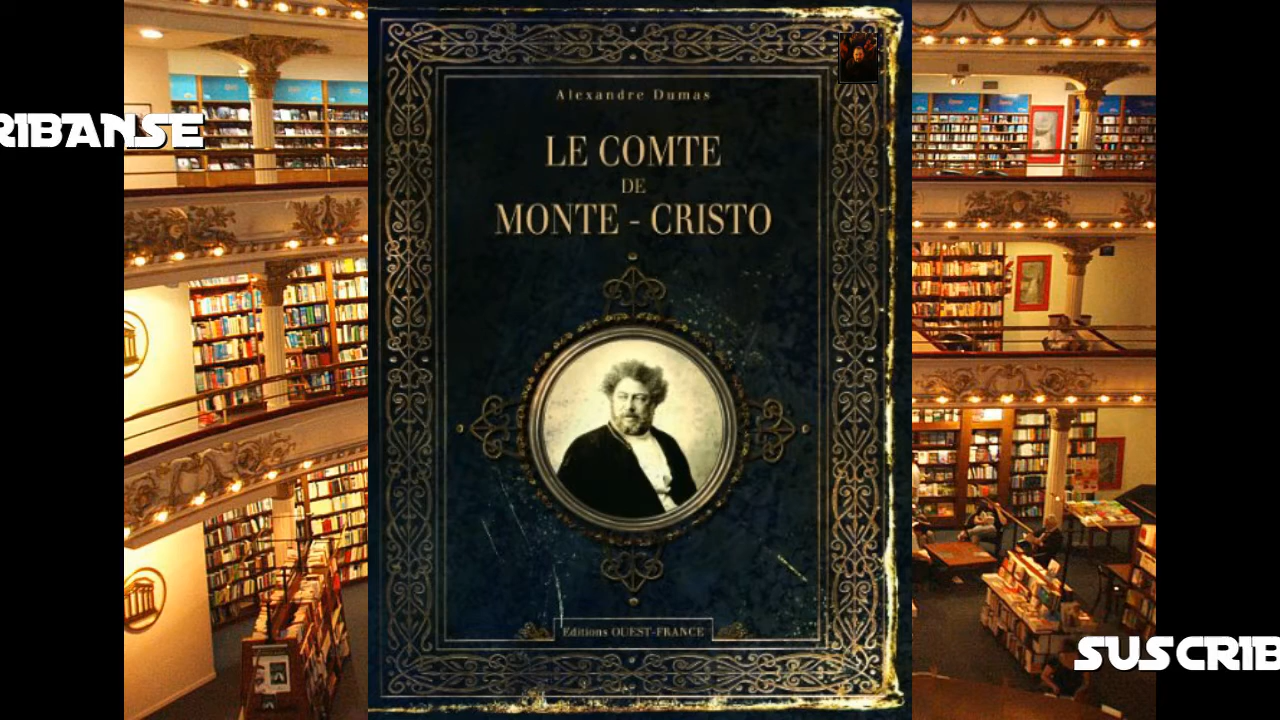 RIBANSE
Alexandre Dumas
LE COMTE
DE
MONTE - CRISTO
Editions OUEST-FRANCE
SUSCRIB